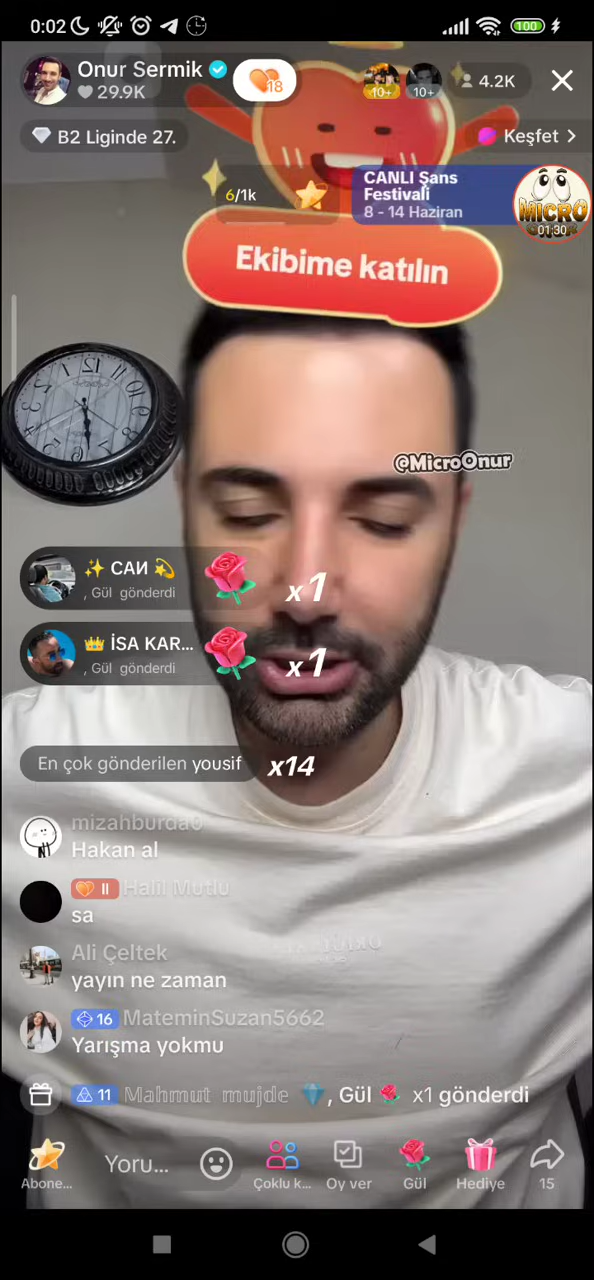 0:02
100
Onur Sermik
29.9K
18
10+
10+
4.2K
B2 Liginde 27.
Keşfet
6/1k
CANLI Şans
Festivali
8 - 14 Haziran
MICRO
ONUR
01:30
Ekibime katılın
@MicroOnur
✨ CAИ 💫
, Gül gönderdi
x1
👑 İSA KAR...
, Gül gönderdi
x1
En çok gönderilen yousif
x14
mizahburda0
Hakan al
II Halil Mutlu
sa
Ali Çeltek
yayın ne zaman
16 MateminSuzan5662
Yarışma yokmu
11 Mahmut mujde 💎, Gül 🌹 x1 gönderdi
Yoru...
Abone...
Çoklu k...
Oy ver
Gül
Hediye
15